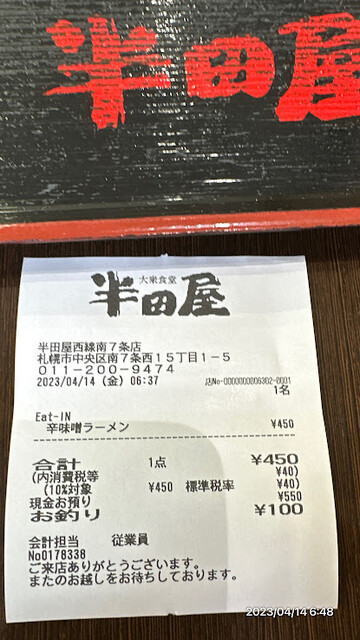 半田屋
大衆食堂
半田屋
半田屋西線南7条店
札幌市中央区南7条西15丁目1-5
011-200-9474
2023/04/14 (金) 06:37 店No-0000000006302-0001
1名
Eat-IN
辛味噌ラーメン ¥450
合計 1点 ¥450
(内消費税等 ¥40)
(10%対象 ¥450 標準税率 ¥40)
現金お預り ¥550
お釣り ¥100
会計担当 従業員
No0178338
ご来店ありがとうございます。
またのお越しをお待ちしております。
2023/04/14 6:48